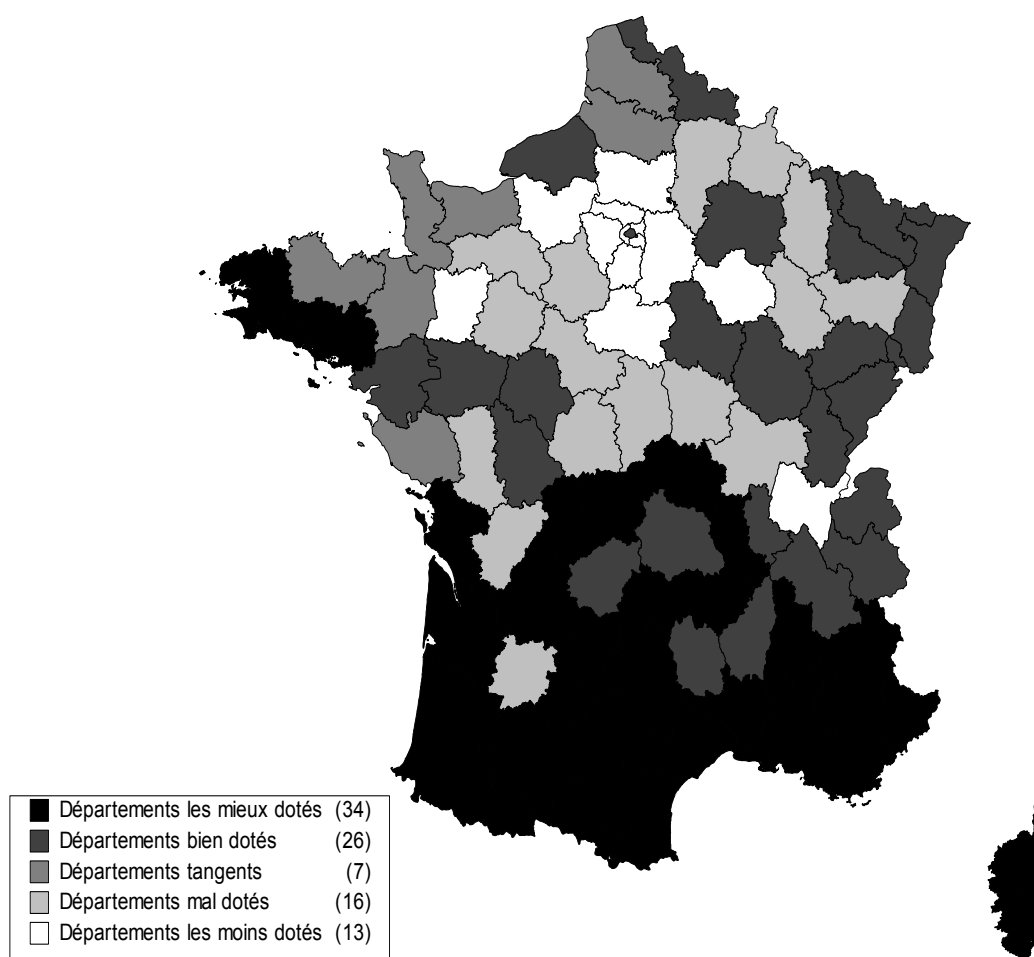 Départements les mieux dotés (34)
Départements bien dotés (26)
Départements tangents (7)
Départements mal dotés (16)
Départements les moins dotés (13)